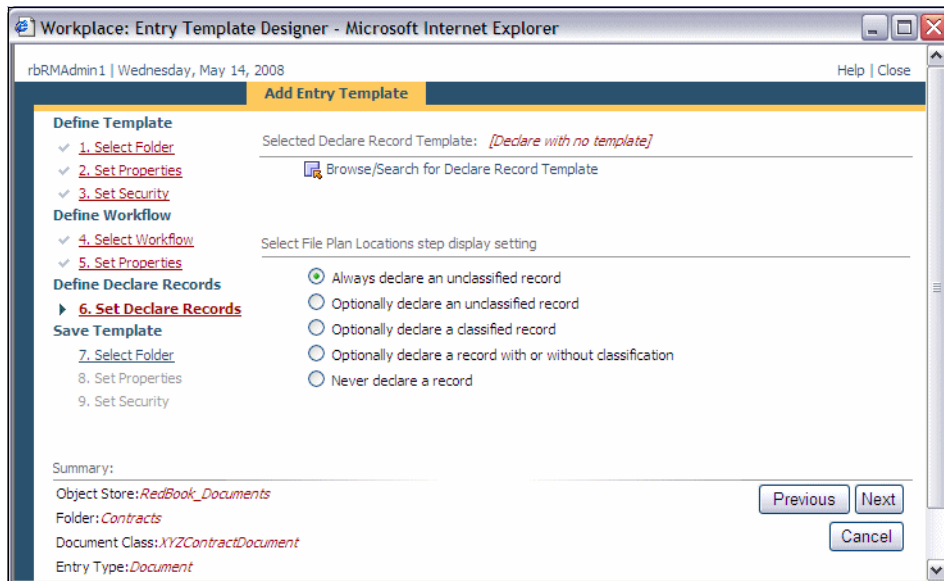 Workplace: Entry Template Designer - Microsoft Internet Explorer
rbRMAdmin1 | Wednesday, May 14, 2008
Help | Close
Add Entry Template
Define Template
1. Select Folder
2. Set Properties
3. Set Security
Define Workflow
4. Select Workflow
5. Set Properties
Define Declare Records
6. Set Declare Records
Save Template
7. Select Folder
8. Set Properties
9. Set Security
Selected Declare Record Template: [Declare with no template]
Browse/Search for Declare Record Template
Select File Plan Locations step display setting
Always declare an unclassified record
Optionally declare an unclassified record
Optionally declare a classified record
Optionally declare a record with or without classification
Never declare a record
Summary:
Object Store:RedBook_Documents
Folder:Contracts
Document Class:XYZContractDocument
Entry Type:Document
Previous
Next
Cancel